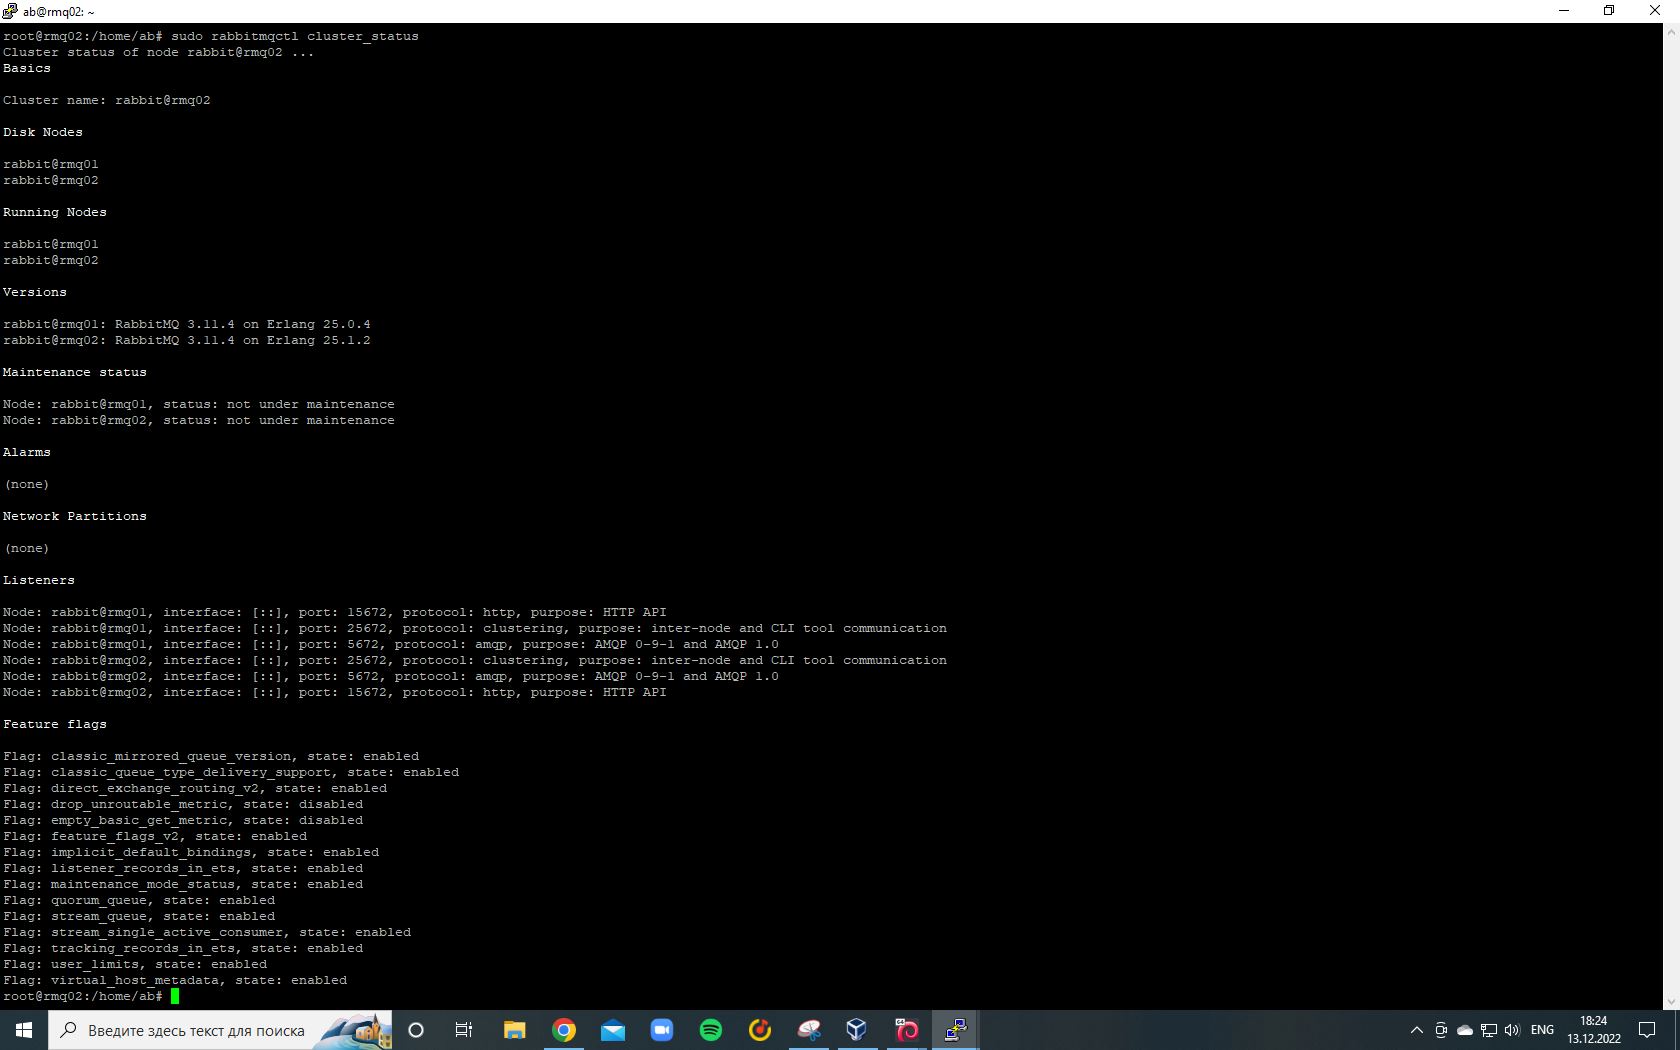 ab@rmq02: ~
root@rmq02:/home/ab# sudo rabbitmqctl cluster_status
Cluster status of node rabbit@rmq02 ...
Basics
Cluster name: rabbit@rmq02
Disk Nodes
rabbit@rmq01
rabbit@rmq02
Running Nodes
rabbit@rmq01
rabbit@rmq02
Versions
rabbit@rmq01: RabbitMQ 3.11.4 on Erlang 25.0.4
rabbit@rmq02: RabbitMQ 3.11.4 on Erlang 25.1.2
Maintenance status
Node: rabbit@rmq01, status: not under maintenance
Node: rabbit@rmq02, status: not under maintenance
Alarms
(none)
Network Partitions
(none)
Listeners
Node: rabbit@rmq01, interface: [::], port: 15672, protocol: http, purpose: HTTP API
Node: rabbit@rmq01, interface: [::], port: 25672, protocol: clustering, purpose: inter-node and CLI tool communication
Node: rabbit@rmq01, interface: [::], port: 5672, protocol: amqp, purpose: AMQP 0-9-1 and AMQP 1.0
Node: rabbit@rmq02, interface: [::], port: 25672, protocol: clustering, purpose: inter-node and CLI tool communication
Node: rabbit@rmq02, interface: [::], port: 5672, protocol: amqp, purpose: AMQP 0-9-1 and AMQP 1.0
Node: rabbit@rmq02, interface: [::], port: 15672, protocol: http, purpose: HTTP API
Feature flags
Flag: classic_mirrored_queue_version, state: enabled
Flag: classic_queue_type_delivery_support, state: enabled
Flag: direct_exchange_routing_v2, state: enabled
Flag: drop_unroutable_metric, state: disabled
Flag: empty_basic_get_metric, state: disabled
Flag: feature_flags_v2, state: enabled
Flag: implicit_default_bindings, state: enabled
Flag: listener_records_in_ets, state: enabled
Flag: maintenance_mode_status, state: enabled
Flag: quorum_queue, state: enabled
Flag: stream_queue, state: enabled
Flag: stream_single_active_consumer, state: enabled
Flag: tracking_records_in_ets, state: enabled
Flag: user_limits, state: enabled
Flag: virtual_host_metadata, state: enabled
root@rmq02:/home/ab#
Введите здесь текст для поиска
ENG
18:24
13.12.2022